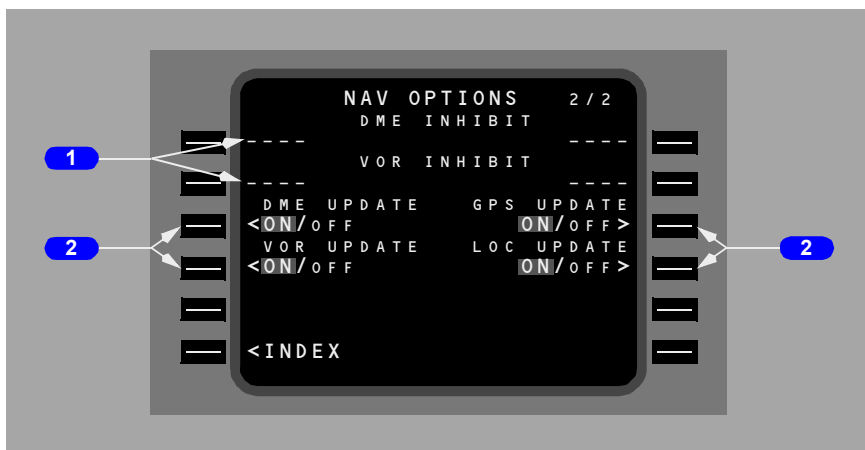 NAV OPTIONS 2/2
DME INHIBIT
---- ----
VOR INHIBIT
---- ----
DME UPDATE GPS UPDATE
<ON/OFF ON/OFF>
VOR UPDATE LOC UPDATE
<ON/OFF ON/OFF>
<INDEX
1
2
2